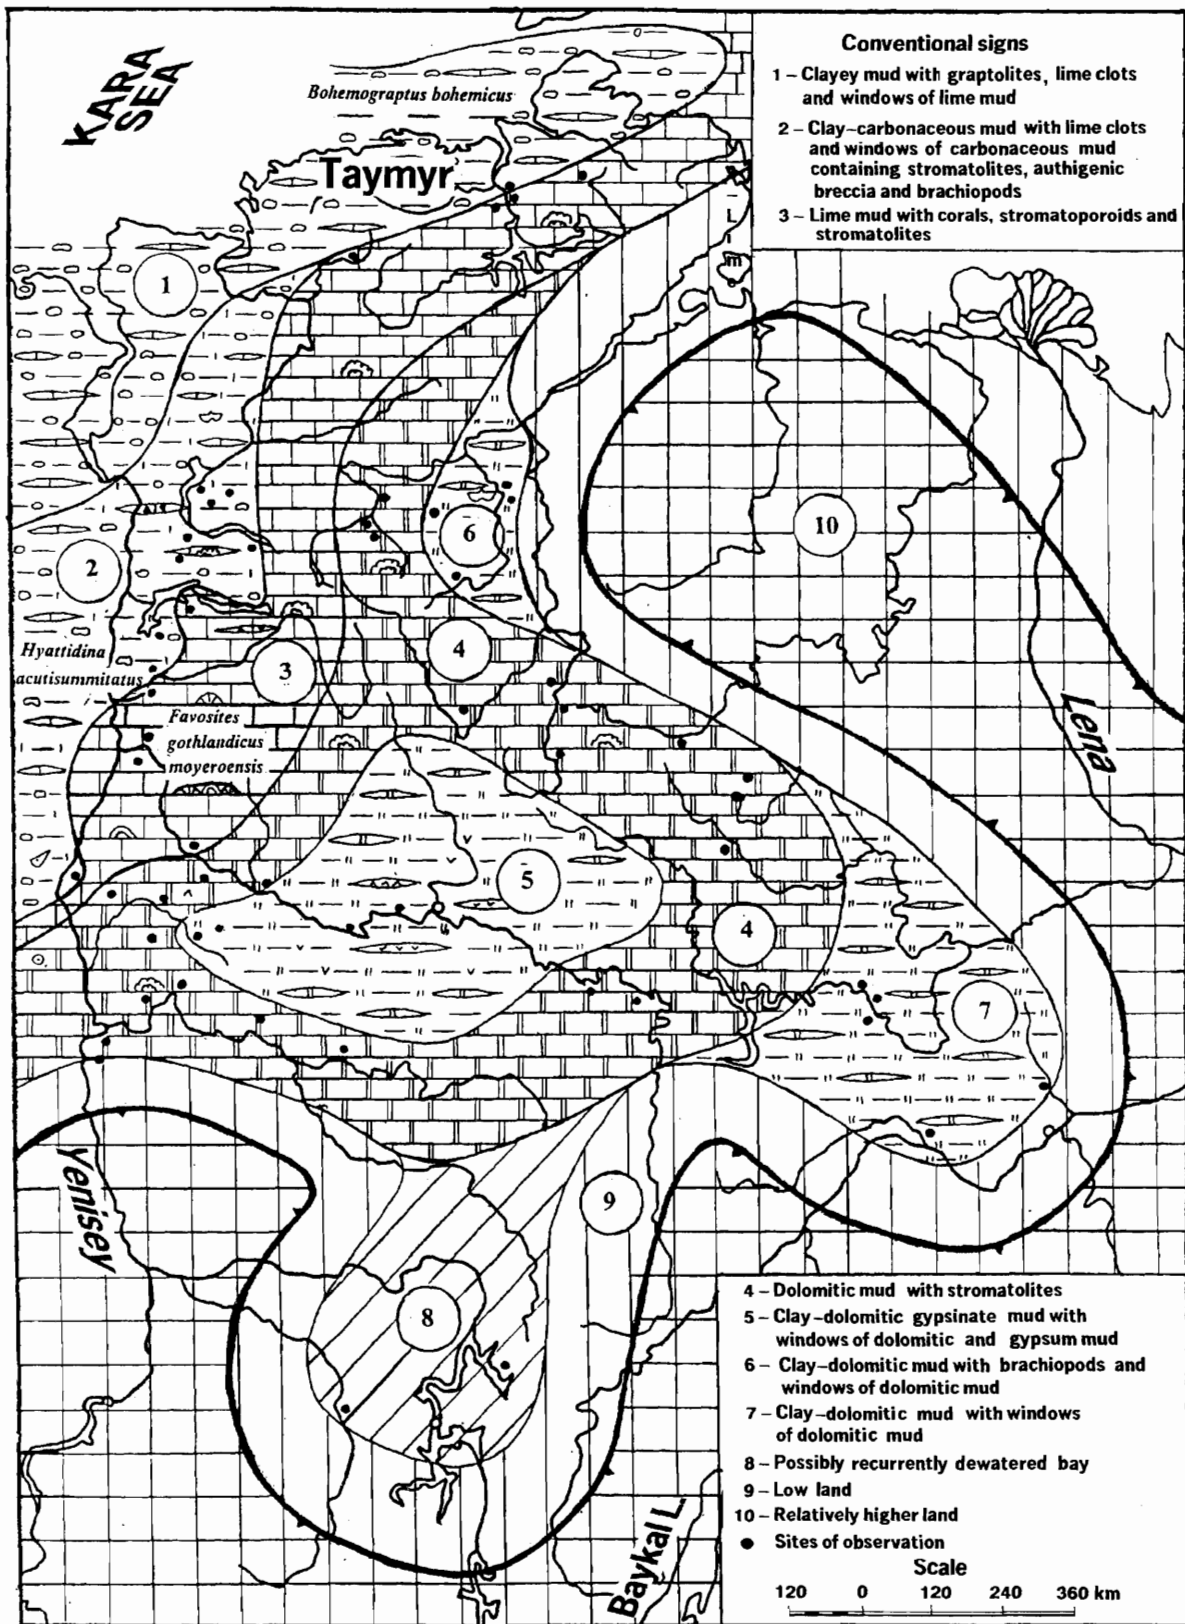 KARA
SEA
Bohemograptus bohemicus
Taymyr
Conventional signs
1 – Clayey mud with graptolites, lime clots
and windows of lime mud
2 – Clay–carbonaceous mud with lime clots
and windows of carbonaceous mud
containing stromatolites, authigenic
breccia and brachiopods
3 – Lime mud with corals, stromatoporoids and
stromatolites
1
10
6
2
4
3
Hyattidina
acutisummitatus
Favosites
gothlandicus
moyeroensis
Lena
5
4
7
Yenisey
9
8
Baykal L.
4 – Dolomitic mud with stromatolites
5 – Clay–dolomitic gypsinate mud with
windows of dolomitic and gypsum mud
6 – Clay–dolomitic mud with brachiopods and
windows of dolomitic mud
7 – Clay–dolomitic mud with windows
of dolomitic mud
8 – Possibly recurrently dewatered bay
9 – Low land
10 – Relatively higher land
● Sites of observation
Scale
120 0 120 240 360 km